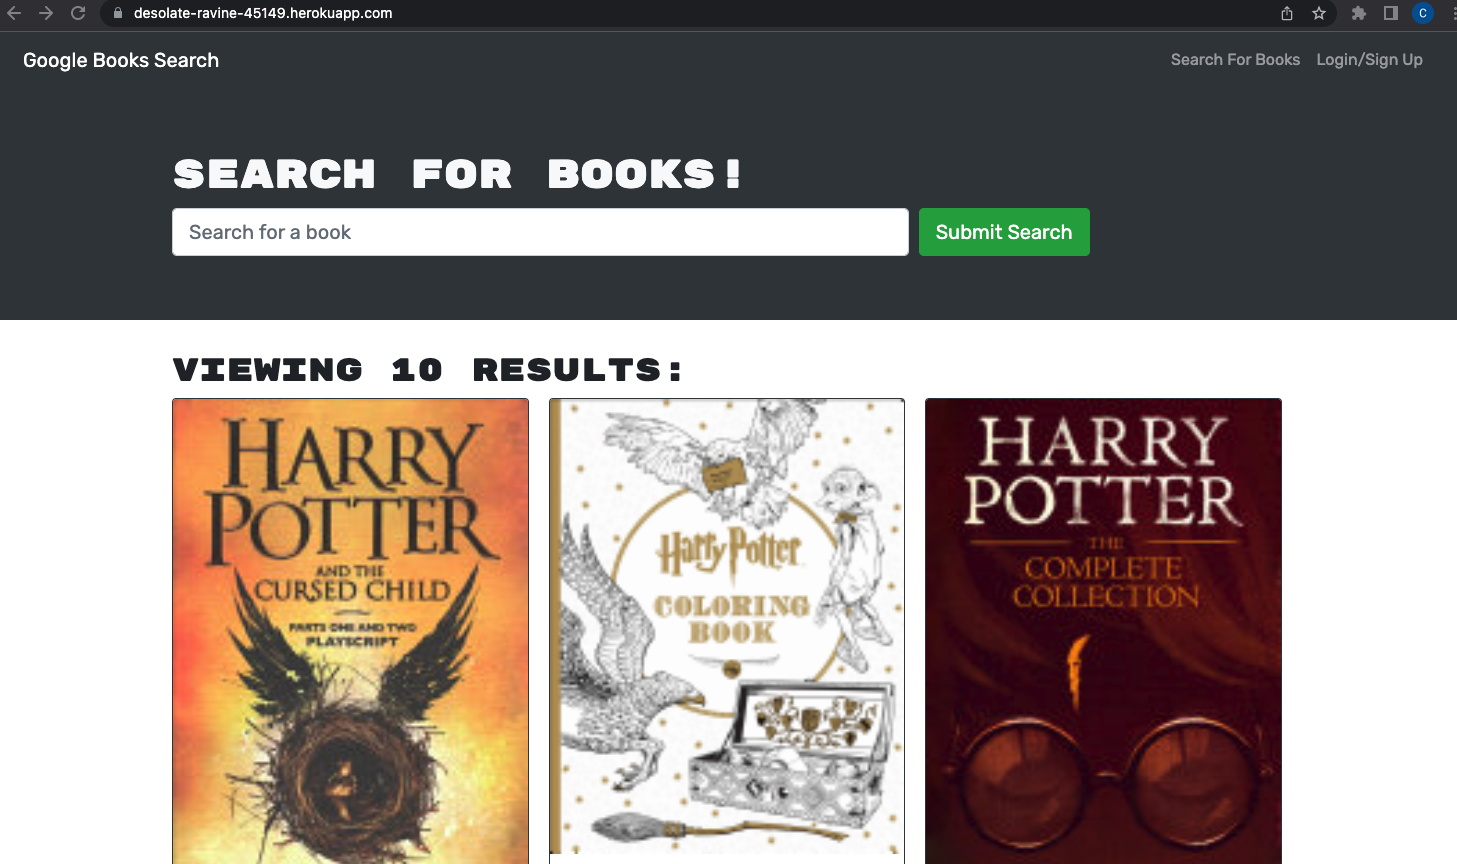 desolate-ravine-45149.herokuapp.com
C
Google Books Search
Search For Books
Login/Sign Up
SEARCH FOR BOOKS!
Search for a book
Submit Search
VIEWING 10 RESULTS:
HARRY
POTTER
AND THE
CURSED CHILD
PARTS ONE AND TWO
PLAYSCRIPT
Harry Potter
COLORING
BOOK
HARRY
POTTER
THE
COMPLETE
COLLECTION